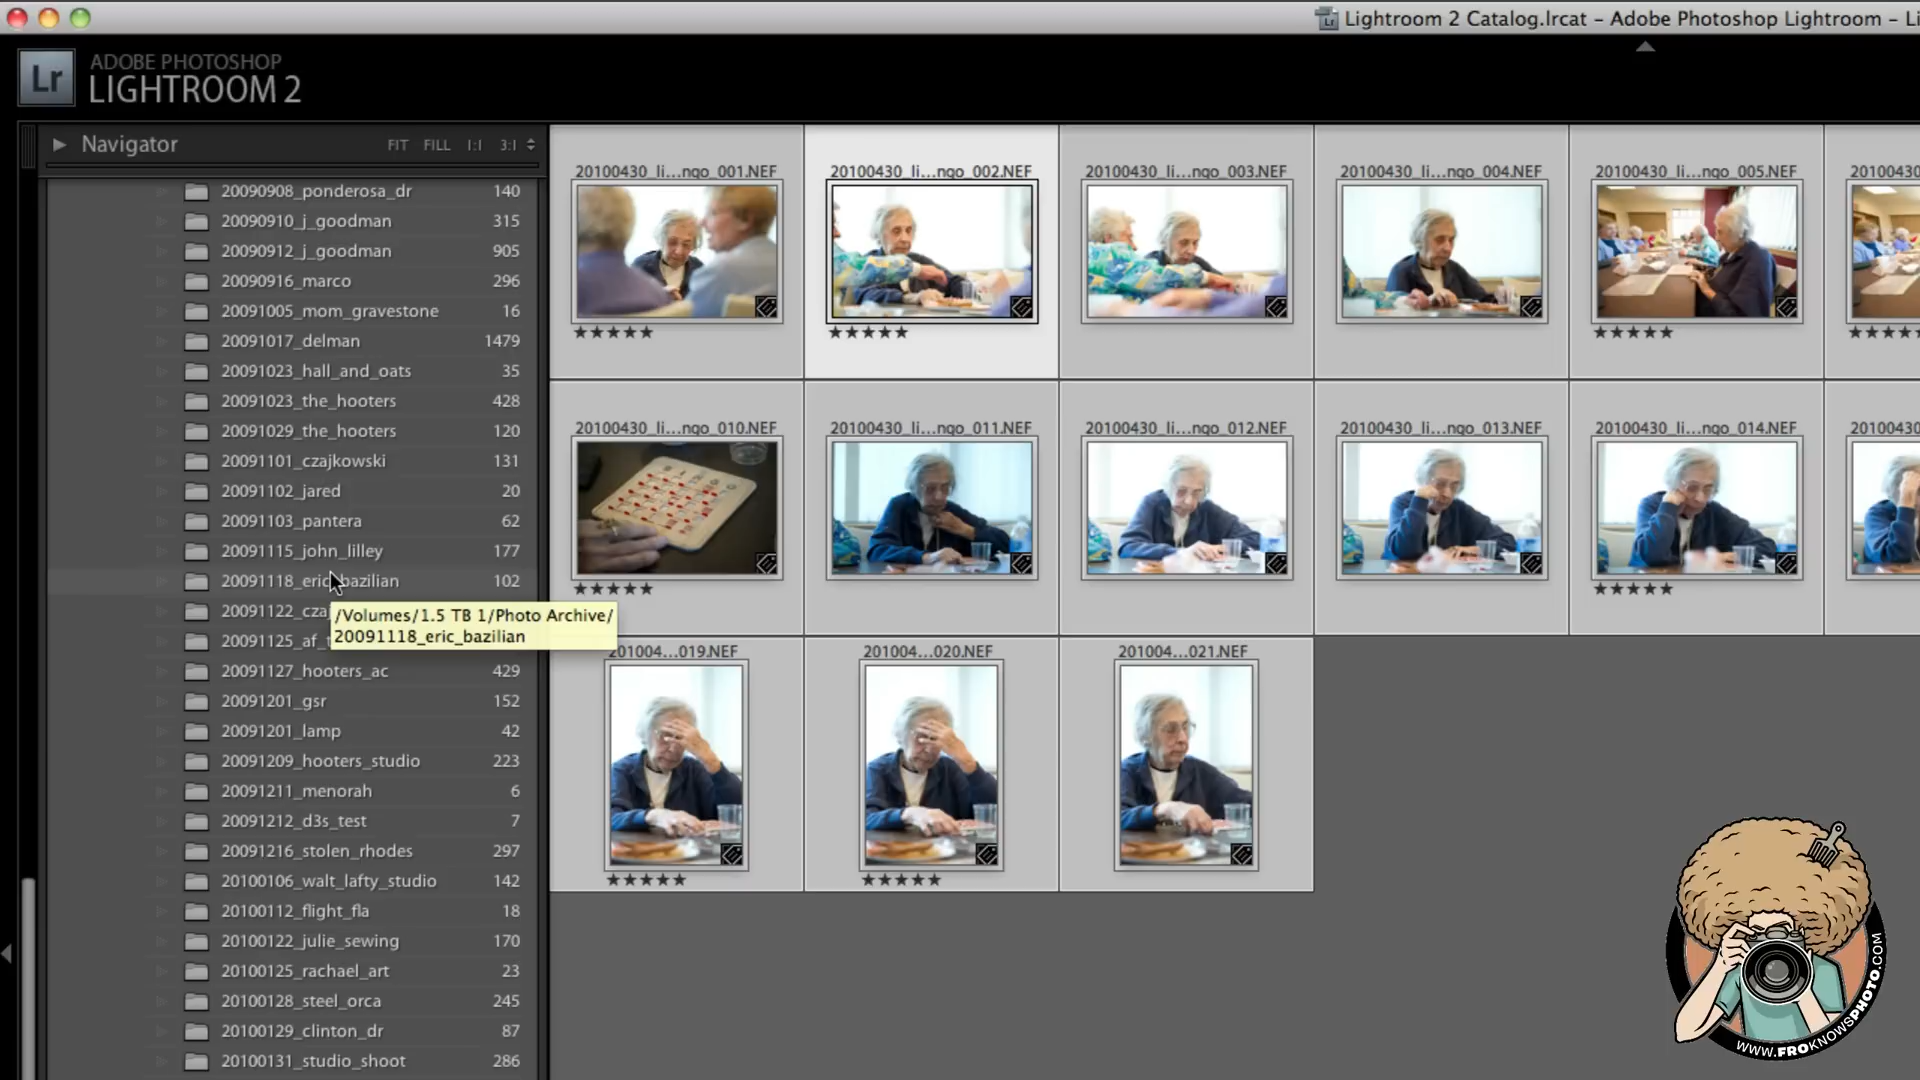 Lightroom 2 Catalog.lrcat – Adobe Photoshop Lightroom – Li
Lr
ADOBE PHOTOSHOP
LIGHTROOM 2
Navigator FIT FILL 1:1 3:1
20090908_ponderosa_dr 140
20090910_j_goodman 315
20090912_j_goodman 905
20090916_marco 296
20091005_mom_gravestone 16
20091017_delman 1479
20091023_hall_and_oats 35
20091023_the_hooters 428
20091029_the_hooters 120
20091101_czajkowski 131
20091102_jared 20
20091103_pantera 62
20091115_john_lilley 177
20091118_eric_bazilian 102
20091122_cza
20091125_af_t
/Volumes/1.5 TB 1/Photo Archive/
20091118_eric_bazilian
20091127_hooters_ac 429
20091201_gsr 152
20091201_lamp 42
20091209_hooters_studio 223
20091211_menorah 6
20091212_d3s_test 7
20091216_stolen_rhodes 297
20100106_walt_lafty_studio 142
20100112_flight_fla 18
20100122_julie_sewing 170
20100125_rachael_art 23
20100128_steel_orca 245
20100129_clinton_dr 87
20100131_studio_shoot 286
20100430_li...ngo_001.NEF 20100430_li...ngo_002.NEF 20100430_li...ngo_003.NEF 20100430_li...ngo_004.NEF 20100430_li...ngo_005.NEF 20100430
20100430_li...ngo_010.NEF 20100430_li...ngo_011.NEF 20100430_li...ngo_012.NEF 20100430_li...ngo_013.NEF 20100430_li...ngo_014.NEF 20100430
201004...019.NEF 201004...020.NEF 201004...021.NEF
WWW.FROKNOWSPHOTO.COM